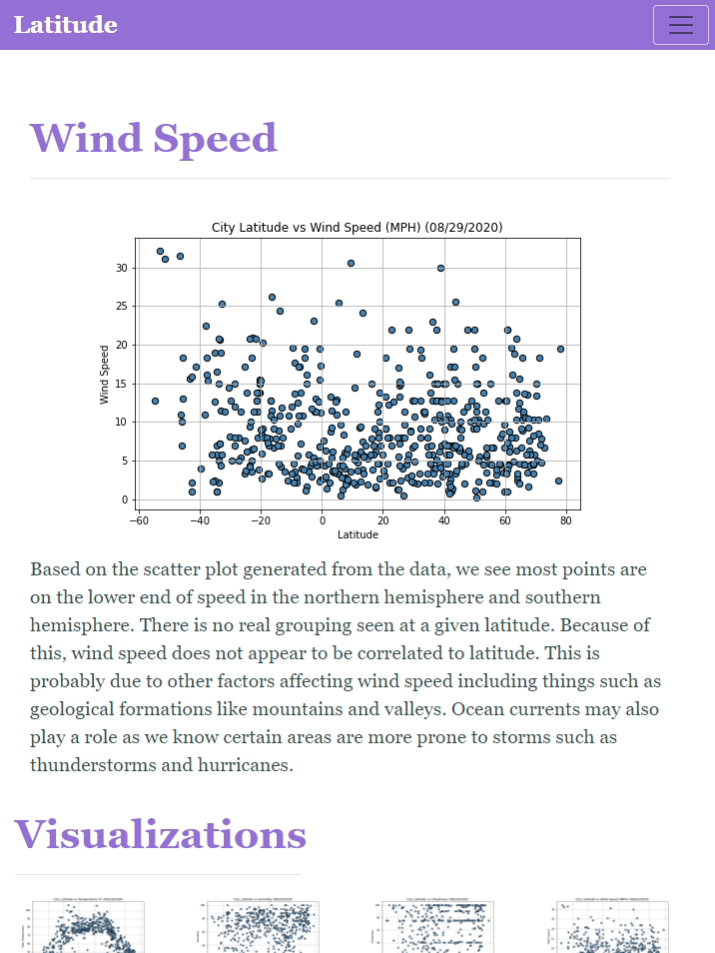 Latitude
Wind Speed
City Latitude vs Wind Speed (MPH) (08/29/2020)
30
25
20
15
10
5
0
Wind Speed
−60 −40 −20 0 20 40 60 80
Latitude
Based on the scatter plot generated from the data, we see most points are
on the lower end of speed in the northern hemisphere and southern
hemisphere. There is no real grouping seen at a given latitude. Because of
this, wind speed does not appear to be correlated to latitude. This is
probably due to other factors affecting wind speed including things such as
geological formations like mountains and valleys. Ocean currents may also
play a role as we know certain areas are more prone to storms such as
thunderstorms and hurricanes.
Visualizations